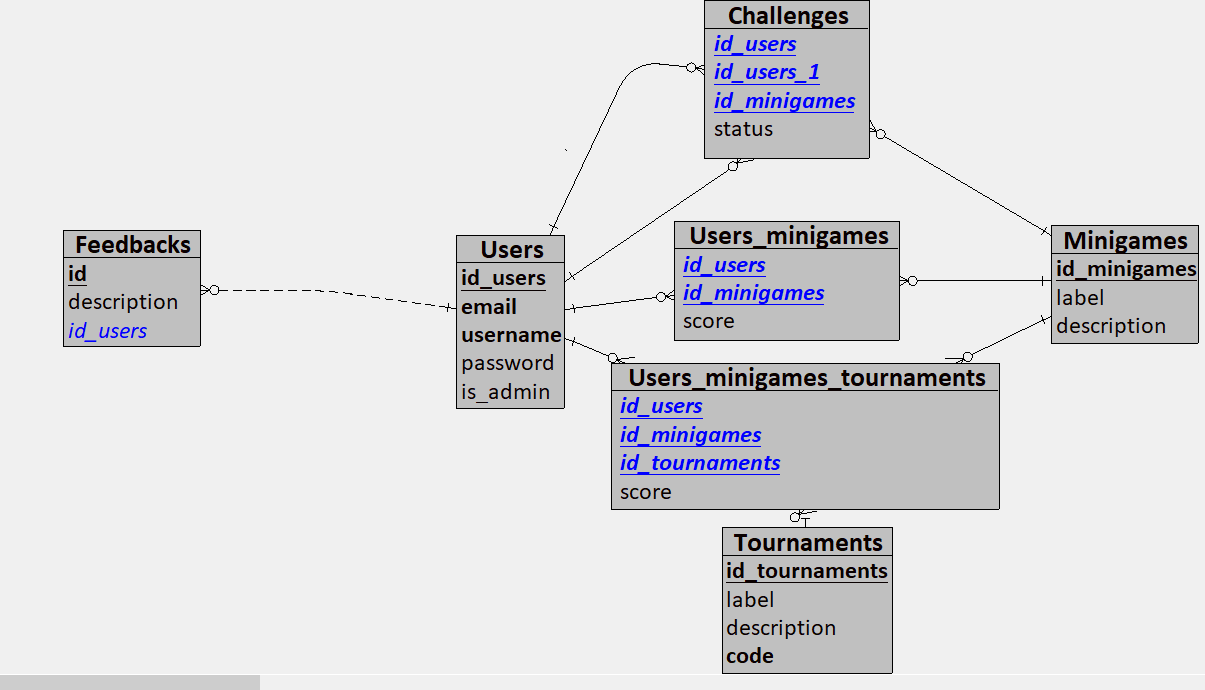 Challenges
id_users
id_users_1
id_minigames
status
Feedbacks
id
description
id_users
Users
id_users
email
username
password
is_admin
Users_minigames
id_users
id_minigames
score
Minigames
id_minigames
label
description
Users_minigames_tournaments
id_users
id_minigames
id_tournaments
score
Tournaments
id_tournaments
label
description
code